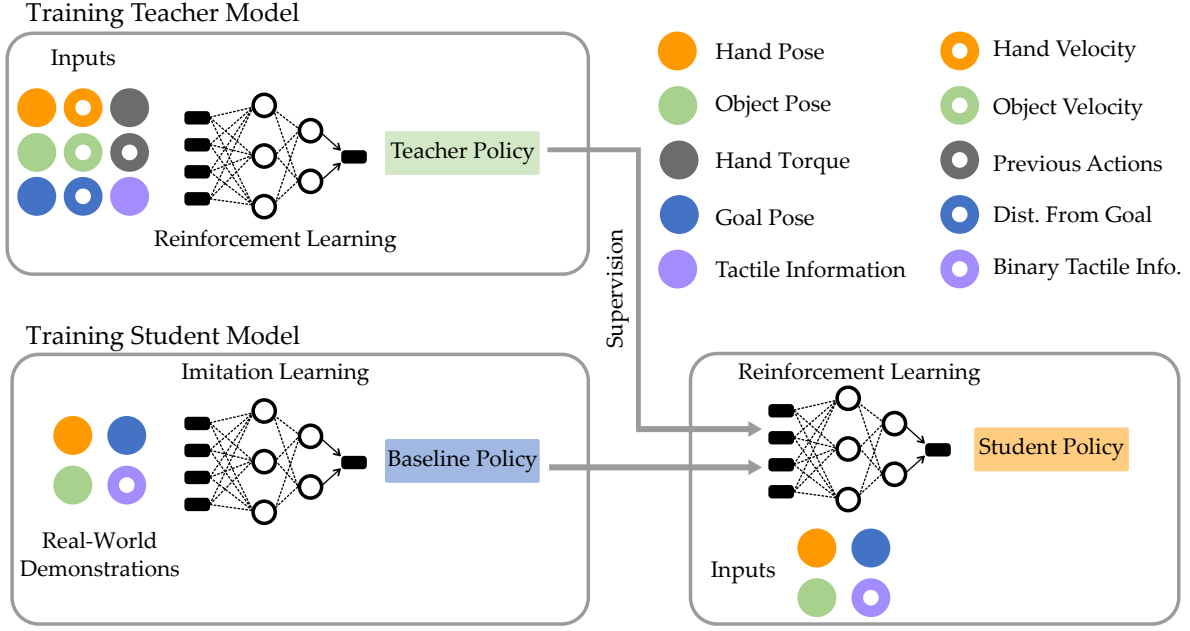 Training Teacher Model
Inputs
Reinforcement Learning
Teacher Policy
Hand Pose
Hand Velocity
Object Pose
Object Velocity
Hand Torque
Previous Actions
Goal Pose
Dist. From Goal
Tactile Information
Binary Tactile Info.
Supervision
Training Student Model
Imitation Learning
Baseline Policy
Real-World
Demonstrations
Reinforcement Learning
Student Policy
Inputs